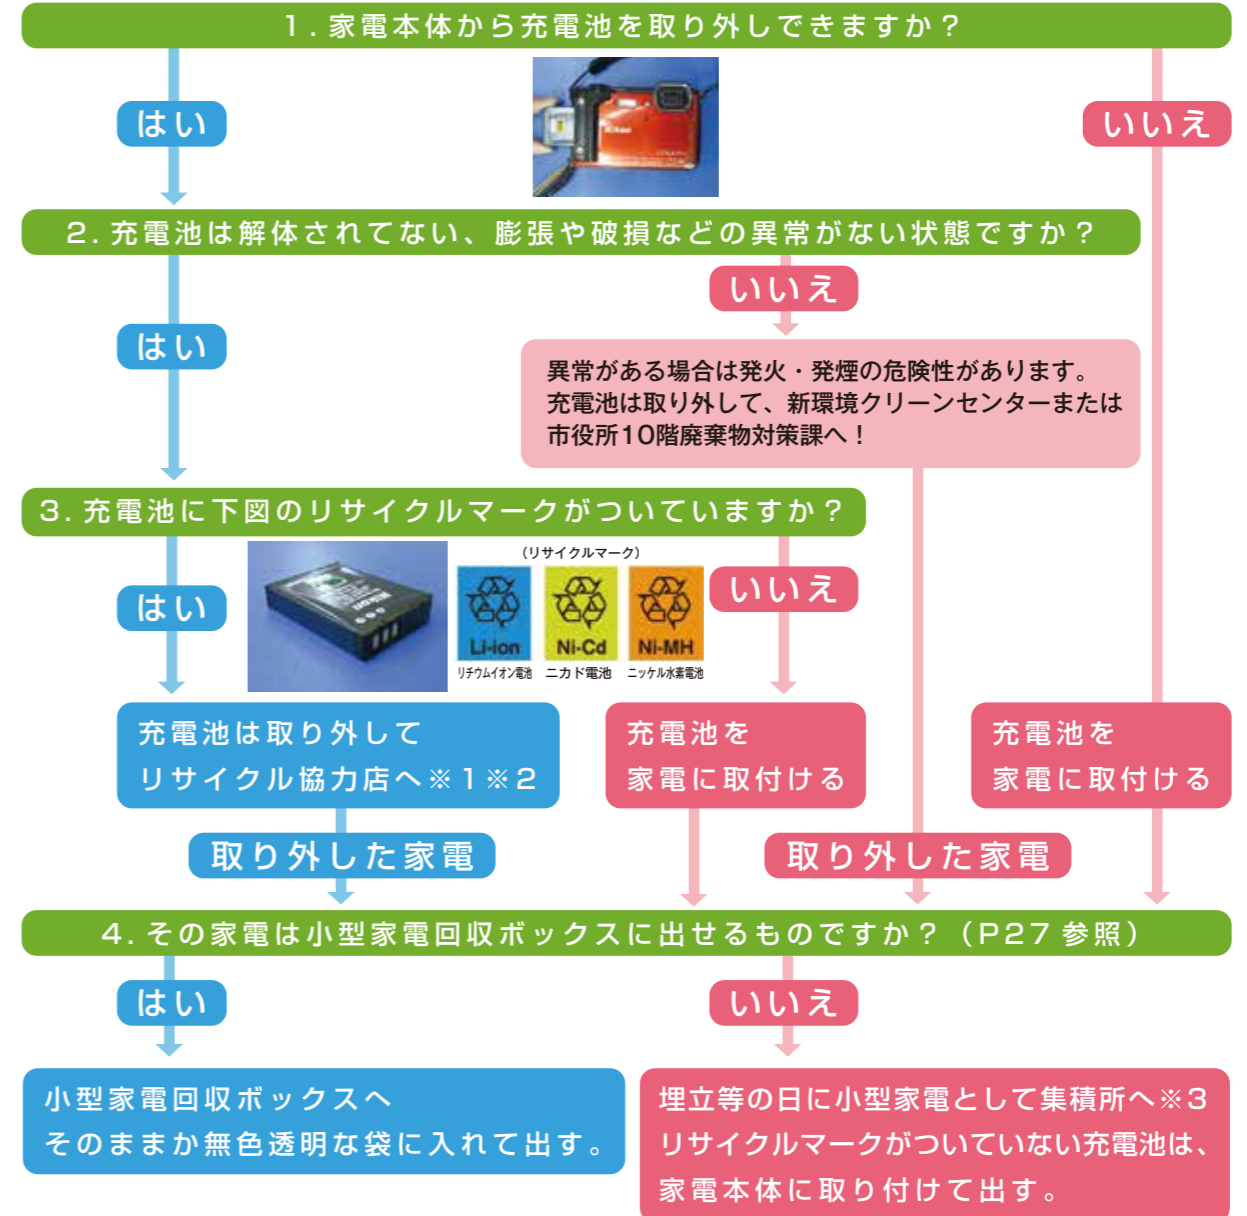 1.家電本体から充電池を取り外しできますか？
はい
いいえ
Nikon
2.充電池は解体されてない、膨張や破損などの異常がない状態ですか？
いいえ
はい
異常がある場合は発火・発煙の危険性があります。
充電池は取り外して、新環境クリーンセンターまたは
市役所10階廃棄物対策課へ！
3.充電池に下図のリサイクルマークがついていますか？
はい
Nikon
（リサイクルマーク）
Li-ion
Ni-Cd
Ni-MH
リチウムイオン電池
ニカド電池
ニッケル水素電池
いいえ
充電池は取り外して
リサイクル協力店へ※1※2
充電池を
家電に取付ける
充電池を
家電に取付ける
取り外した家電
取り外した家電
4.その家電は小型家電回収ボックスに出せるものですか？（P27 参照）
はい
いいえ
小型家電回収ボックスへ
そのままか無色透明な袋に入れて出す。
埋立等の日に小型家電として集積所へ※3
リサイクルマークがついていない充電池は、
家電本体に取り付けて出す。